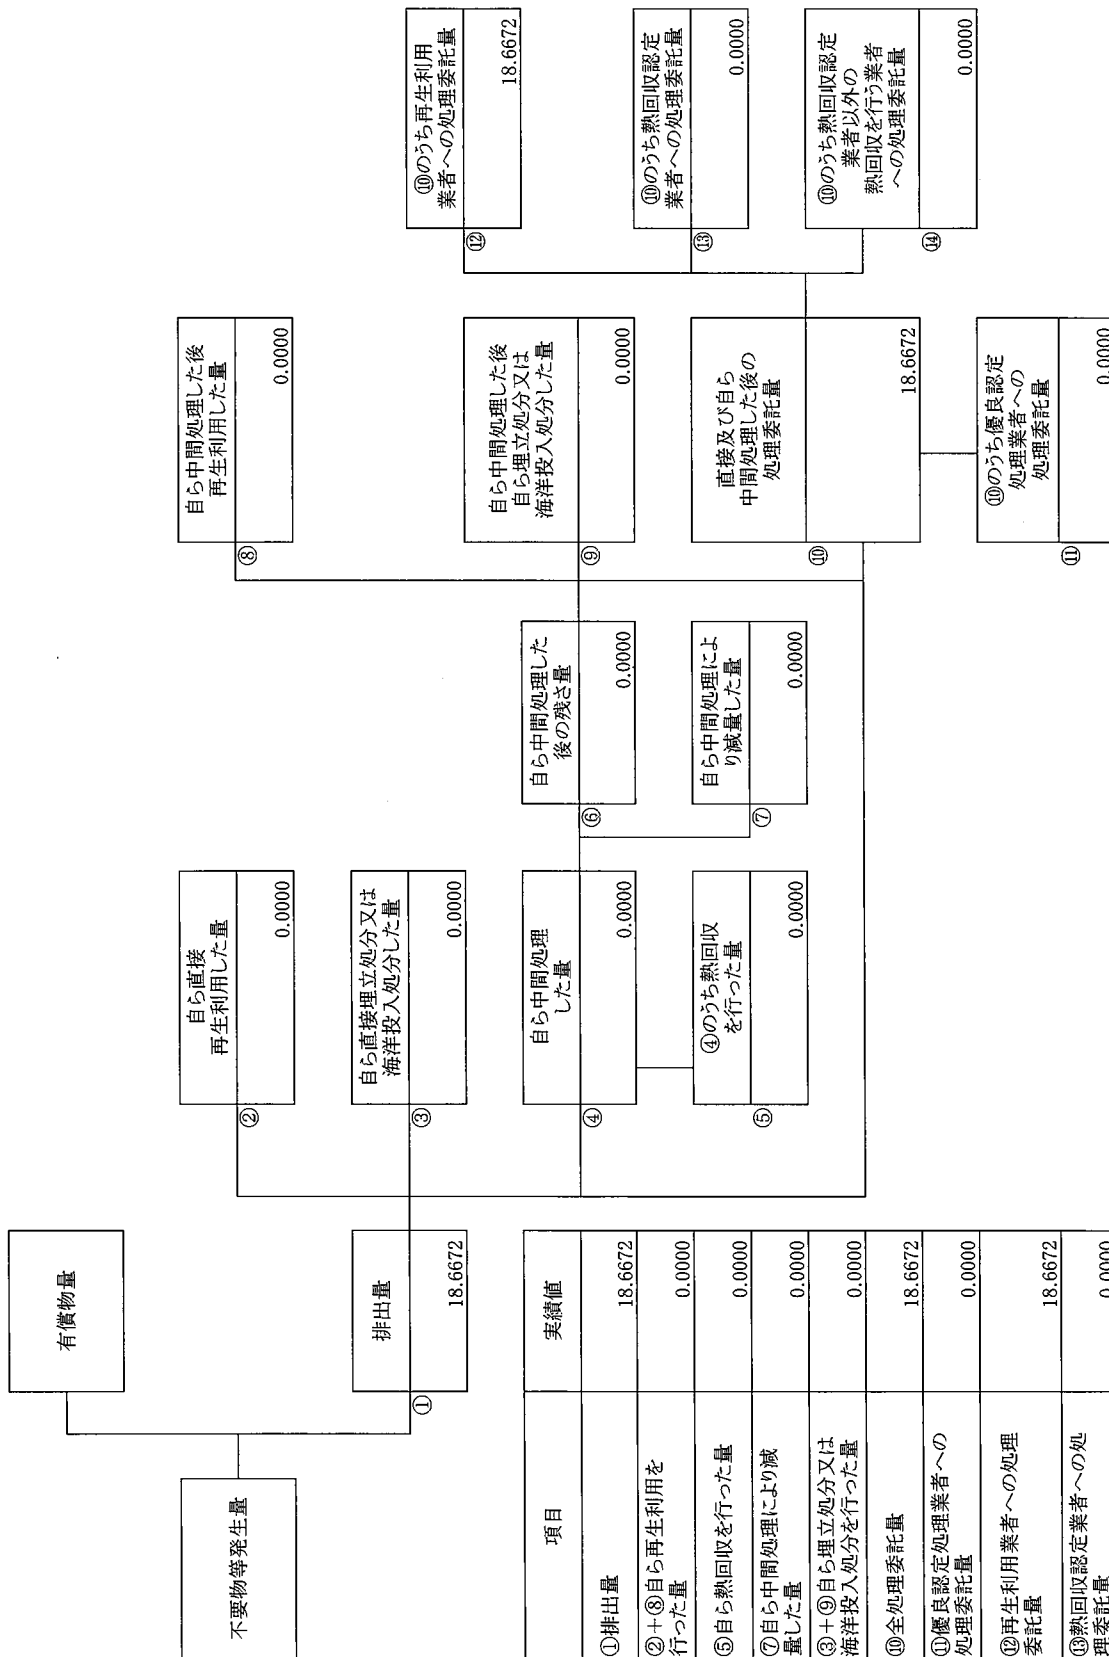 不要物等発生量
有償物量
①
排出量
18.6672
②
自ら直接
再生利用した量
0.0000
③
自ら直接埋立処分又は
海洋投入処分した量
0.0000
④
自ら中間処理
した量
0.0000
⑤
④のうち熱回収
を行った量
0.0000
⑥
自ら中間処理した
後の残さ量
0.0000
⑦
自ら中間処理によ
り減量した量
0.0000
⑧
自ら中間処理した後
再生利用した量
0.0000
⑨
自ら中間処理した後
自ら埋立処分又は
海洋投入処分した量
0.0000
⑩
直接及び自ら
中間処理した後の
処理委託量
18.6672
⑪
⑩のうち優良認定
処理業者への
処理委託量
0.0000
⑫
⑩のうち再生利用
業者への処理委託量
18.6672
⑬
⑩のうち熱回収認定
業者への処理委託量
0.0000
⑭
⑩のうち熱回収認定
業者以外の
熱回収を行う業者
への処理委託量
0.0000
項目 実績値
①排出量 18.6672
②+⑧自ら再生利用を
行った量 0.0000
⑤自ら熱回収を行った量 0.0000
⑦自ら中間処理により減
量した量 0.0000
③+⑨自ら埋立処分又は
海洋投入処分を行った量 0.0000
⑩全処理委託量 18.6672
⑪優良認定処理業者への
処理委託量 0.0000
⑫再生利用業者への処理
委託量 18.6672
⑬熱回収認定業者への処
理委託量 0.0000